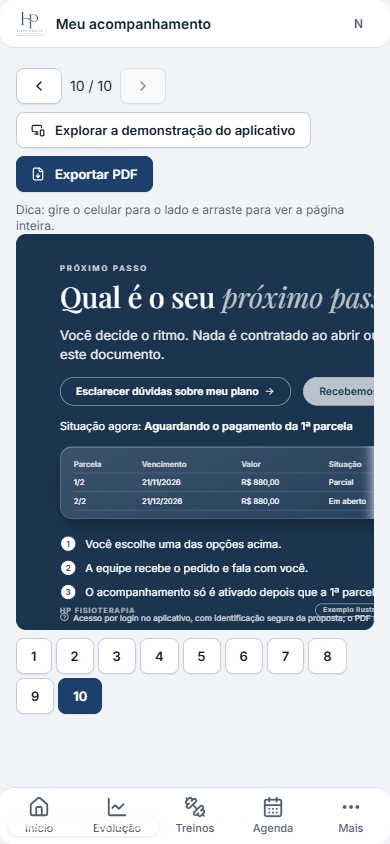 HP
FISIOTERAPIA
Meu acompanhamento
N
10 / 10
Explorar a demonstração do aplicativo
Exportar PDF
Dica: gire o celular para o lado e arraste para ver a página
inteira.
PRÓXIMO PASSO
Qual é o seu próximo pas
Você decide o ritmo. Nada é contratado ao abrir ou
este documento.
Esclarecer dúvidas sobre meu plano →
Recebemos
Situação agora: Aguardando o pagamento da 1ª parcela
Parcela Vencimento Valor Situação
1/2 21/11/2026 R$ 880,00 Parcial
2/2 21/12/2026 R$ 880,00 Em aberto
1 Você escolhe uma das opções acima.
2 A equipe recebe o pedido e fala com você.
3 O acompanhamento só é ativado depois que a 1ª parcel
HP FISIOTERAPIA
Exemplo ilustra
Acesso por login no aplicativo, com identificação segura da proposta; o PDF
1 2 3 4 5 6 7 8
9 10
Início Evolução Treinos Agenda Mais